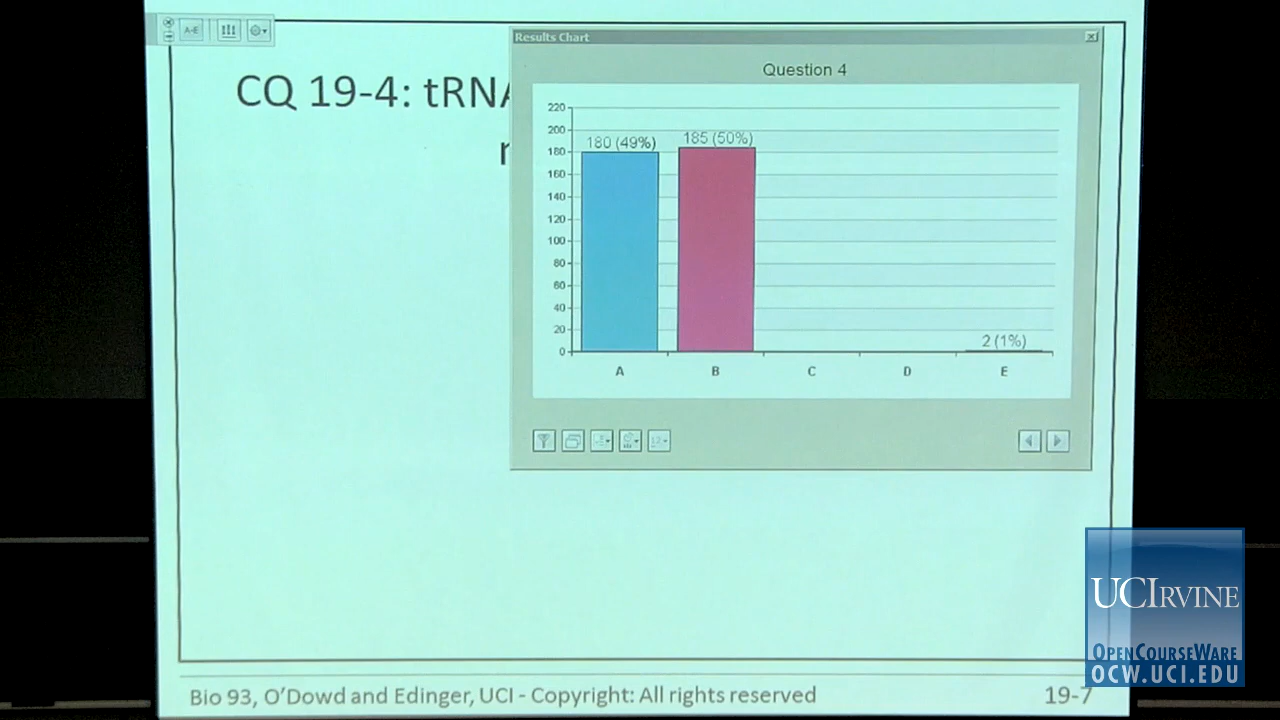 A-E
Results Chart
Question 4
CQ 19-4: tRNA
220
200
180
160
140
120
100
80
60
40
20
0
180 (49%)
185 (50%)
2 (1%)
A B C D E
UCIRVINE
OPENCOURSEWARE
OCW.UCI.EDU
Bio 93, O'Dowd and Edinger, UCI - Copyright: All rights reserved
19-7